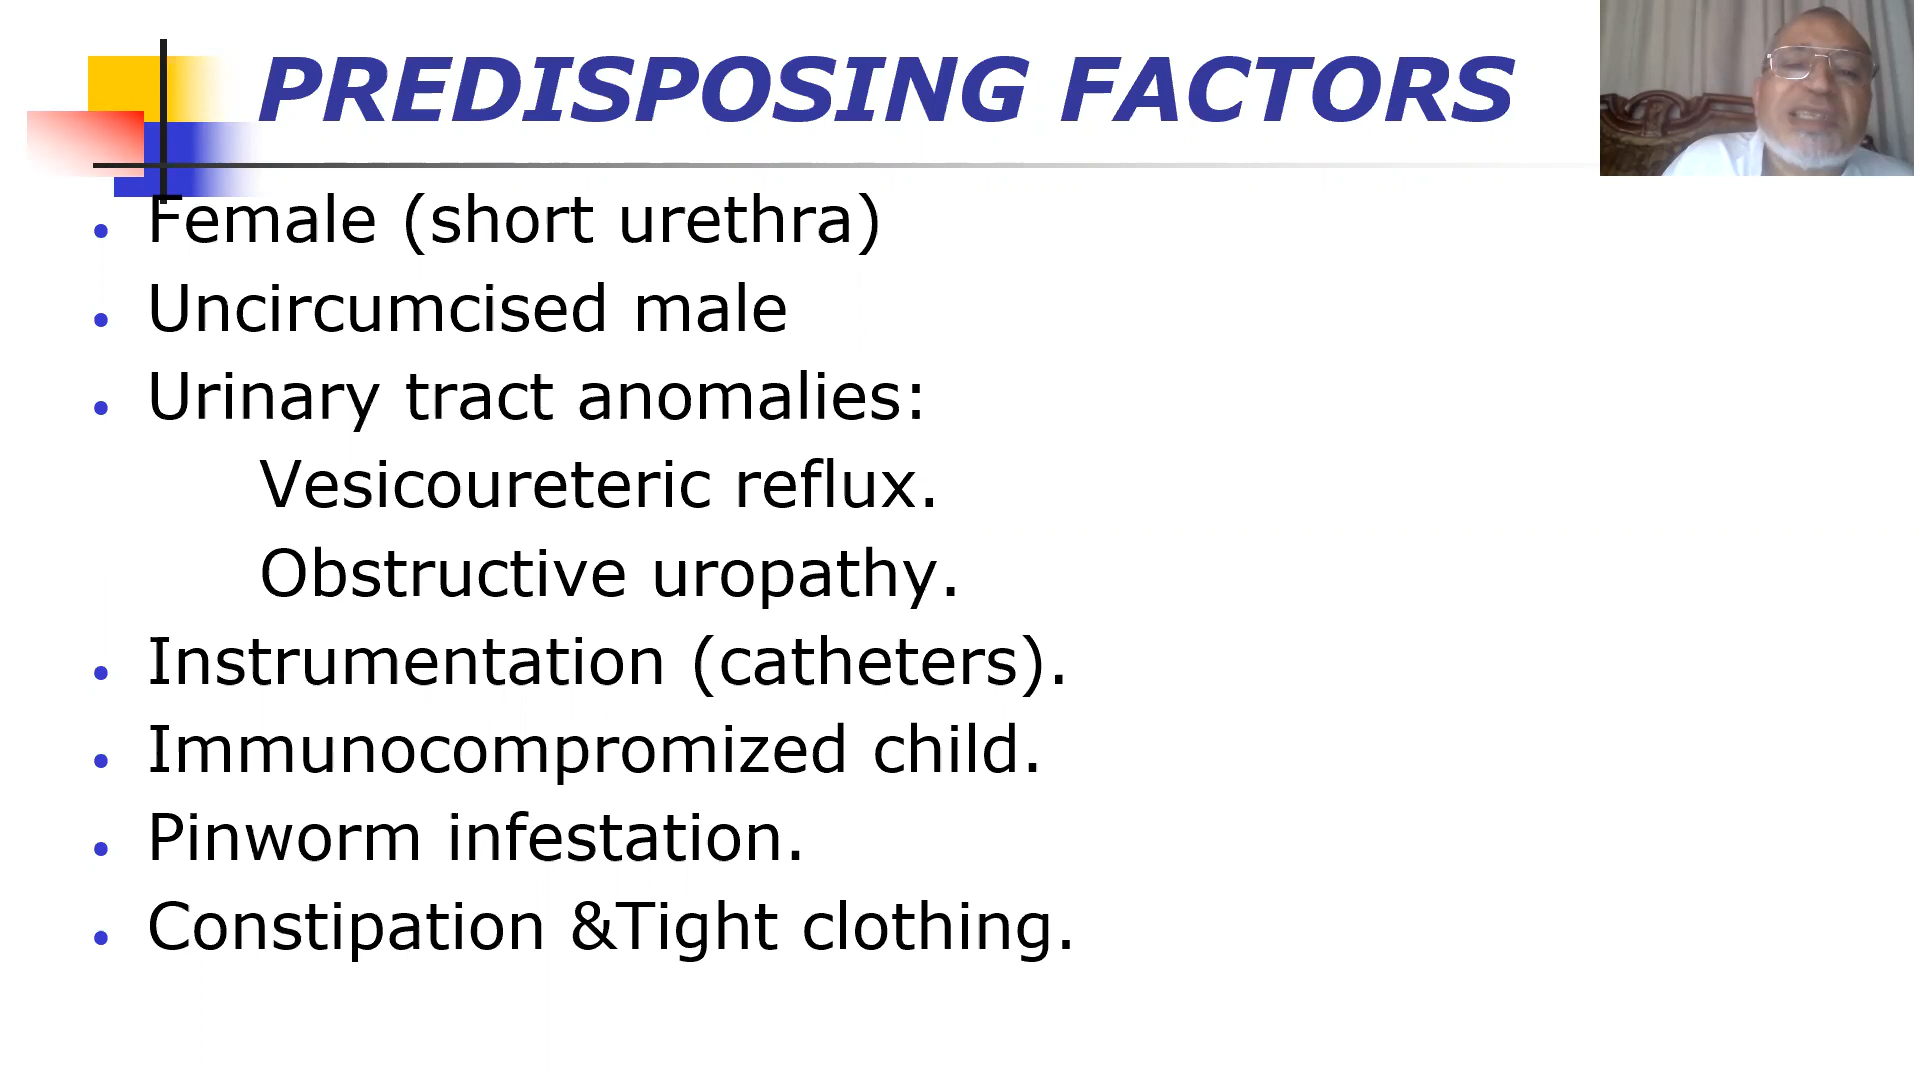 PREDISPOSING FACTORS
• Female (short urethra)
• Uncircumcised male
• Urinary tract anomalies:
Vesicoureteric reflux.
Obstructive uropathy.
• Instrumentation (catheters).
• Immunocompromized child.
• Pinworm infestation.
• Constipation &Tight clothing.